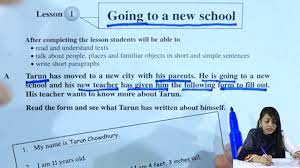 Lesson 1 Going to a new school
After completing the lesson students will be able to
• read and understand texts
• talk about people, places and familiar objects in short and simple sentences
• write short paragraphs
A Tarun has moved to a new city with his parents. He is going to a new
school and his new teacher has given him the following form to fill out.
His teacher wants to know more about Tarun.
Read the form and see what Tarun has written about himself.
1. My name is Tarun Chowdhury.
2. I am 11 years old.
I am 4 feet, 3 inches tall.